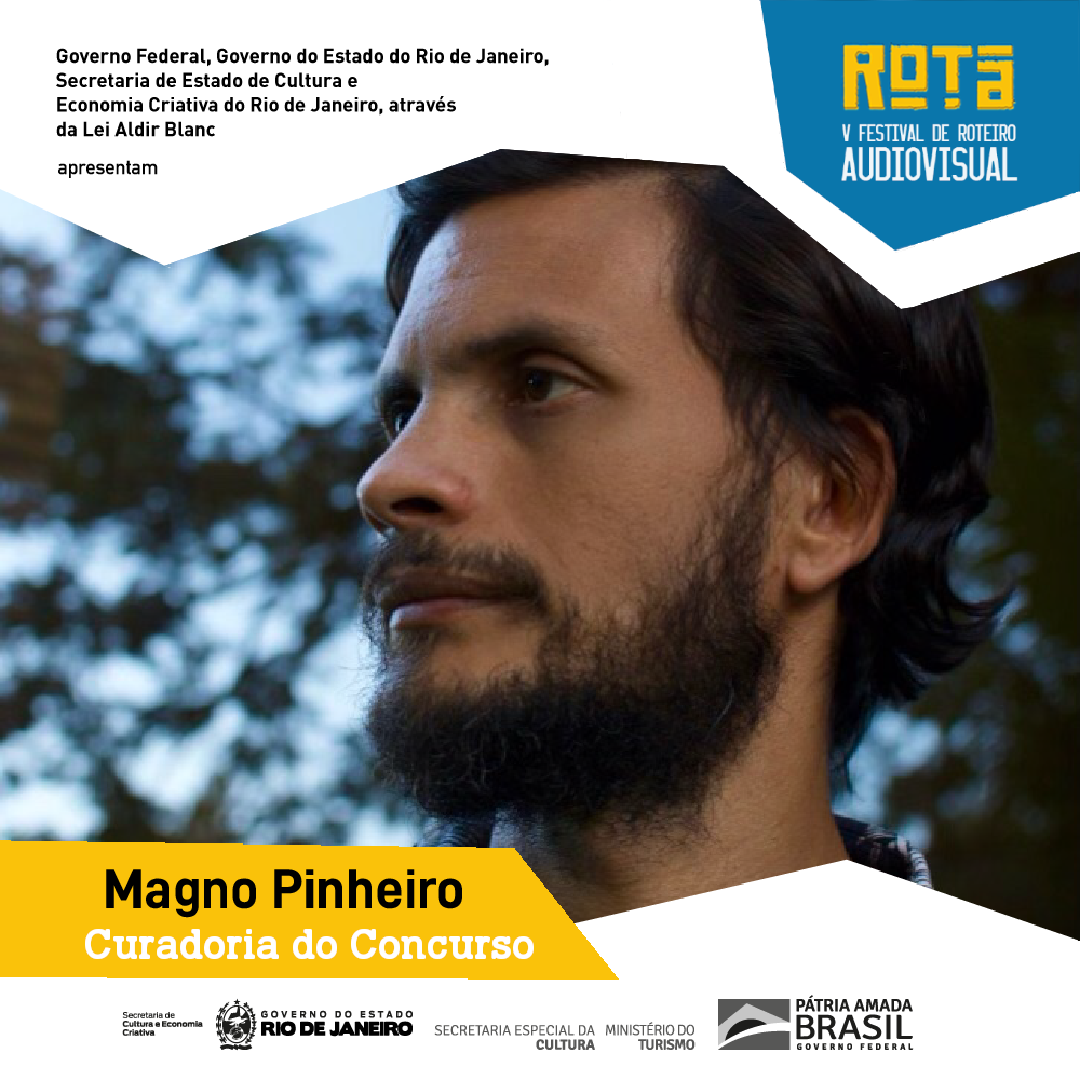 Governo Federal, Governo do Estado do Rio de Janeiro,
Secretaria de Estado de Cultura e
Economia Criativa do Rio de Janeiro, através
da Lei Aldir Blanc
apresentam
ROTA
V FESTIVAL DE ROTEIRO
AUDIOVISUAL
Magno Pinheiro
Curadoria do Concurso
Secretaria de
Cultura e Economia
Criativa
GOVERNO DO ESTADO
RIO DE JANEIRO
SECRETARIA ESPECIAL DA
CULTURA
MINISTÉRIO DO
TURISMO
PÁTRIA AMADA
BRASIL
GOVERNO FEDERAL